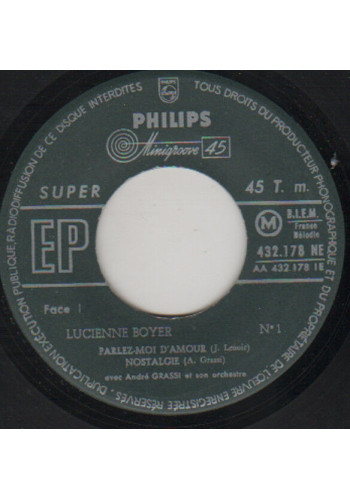 TOUS DROITS DU PRODUCTEUR PHONOGRAPHIQUE ET DU PROPRIÉTAIRE DE L'ŒUVRE ENREGISTRÉE RÉSERVÉS. DUPLICATION EXÉCUTION PUBLIQUE, RADIODIFFUSION DE CE DISQUE INTERDITES
PHILIPS
PHILIPS
Minigroove 45
SUPER
45 T. m.
EP
M
B.I.E.M.
432.178 NE
AA 432 178 1E
Face 1
LUCIENNE BOYER
N° 1
PARLEZ-MOI D'AMOUR (J. Lenoir)
NOSTALGIE (A. Grassi)
avec André GRASSI et son orchestre